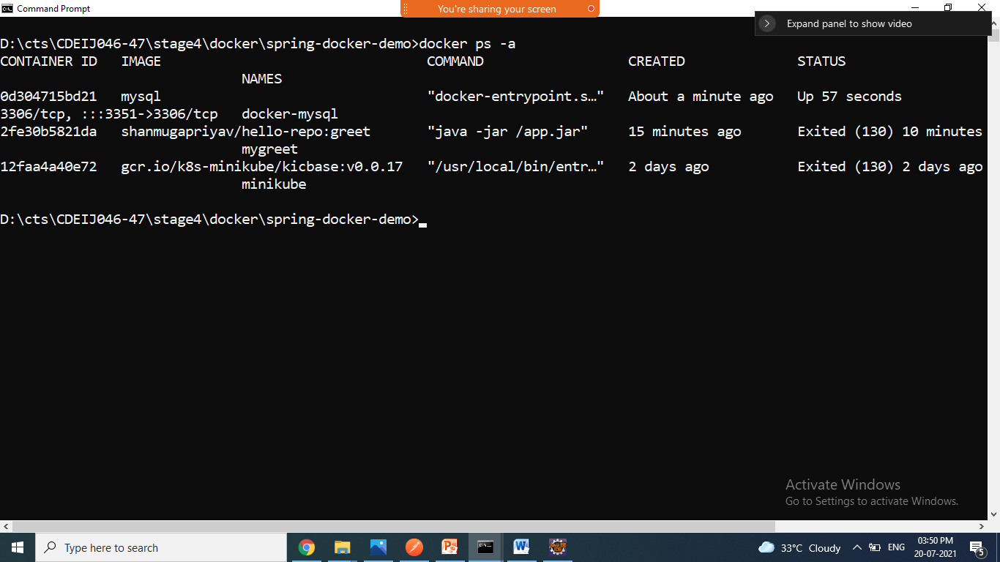 Command Prompt
You're sharing your screen
Expand panel to show video
D:\cts\CDEIJ046-47\stage4\docker\spring-docker-demo>docker ps -a
CONTAINER ID   IMAGE                                 COMMAND                  CREATED              STATUS
                              NAMES
0d304715bd21   mysql                                 "docker-entrypoint.s…"   About a minute ago   Up 57 seconds
3306/tcp, :::3351->3306/tcp   docker-mysql
2fe30b5821da   shanmugapriyav/hello-repo:greet       "java -jar /app.jar"     15 minutes ago       Exited (130) 10 minutes
                              mygreet
12faa4a40e72   gcr.io/k8s-minikube/kicbase:v0.0.17   "/usr/local/bin/entr…"   2 days ago           Exited (130) 2 days ago
                              minikube
D:\cts\CDEIJ046-47\stage4\docker\spring-docker-demo>
Activate Windows
Go to Settings to activate Windows.
Type here to search
33°C Cloudy
ENG
03:50 PM
20-07-2021
5